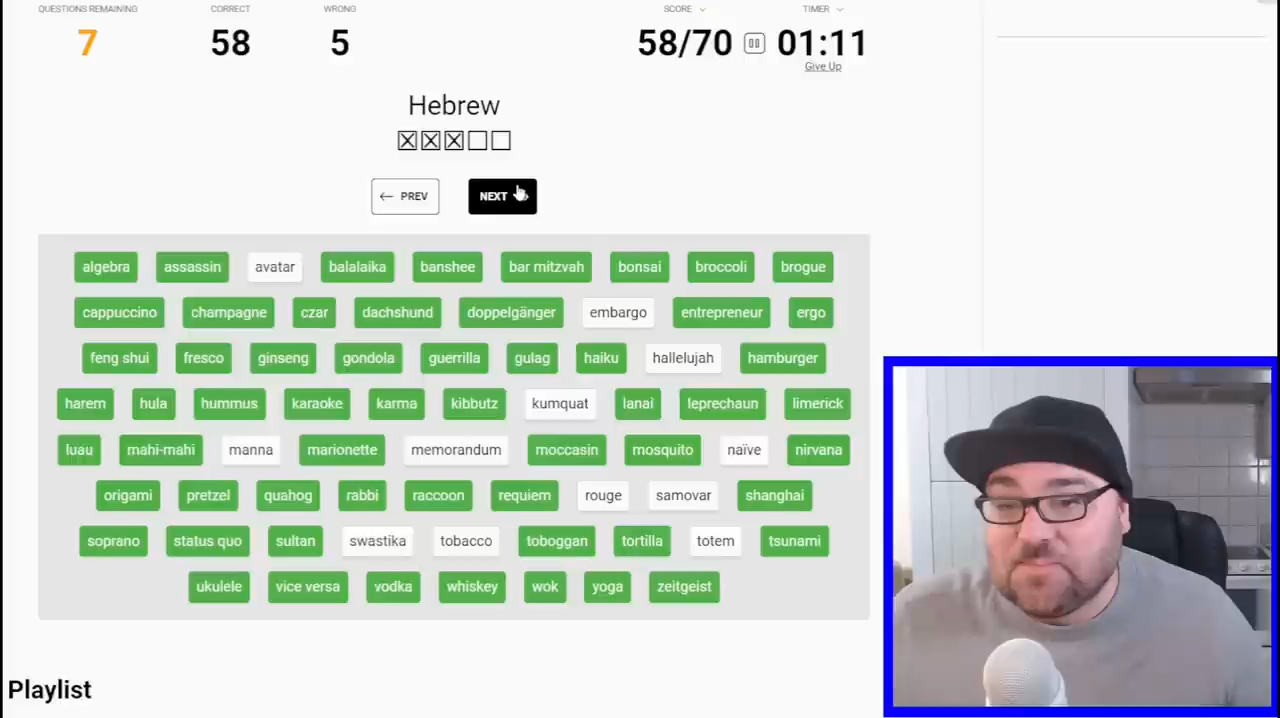 QUESTIONS REMAINING CORRECT WRONG SCORE TIMER
7 58 5 58/70 01:11
Give Up
Hebrew
← PREV NEXT
algebra assassin avatar balalaika banshee bar mitzvah bonsai broccoli brogue
cappuccino champagne czar dachshund doppelgänger embargo entrepreneur ergo
feng shui fresco ginseng gondola guerrilla gulag haiku hallelujah hamburger
harem hula hummus karaoke karma kibbutz kumquat lanai leprechaun limerick
luau mahi-mahi manna marionette memorandum moccasin mosquito naïve nirvana
origami pretzel quahog rabbi raccoon requiem rouge samovar shanghai
soprano status quo sultan swastika tobacco toboggan tortilla totem tsunami
ukulele vice versa vodka whiskey wok yoga zeitgeist
Playlist